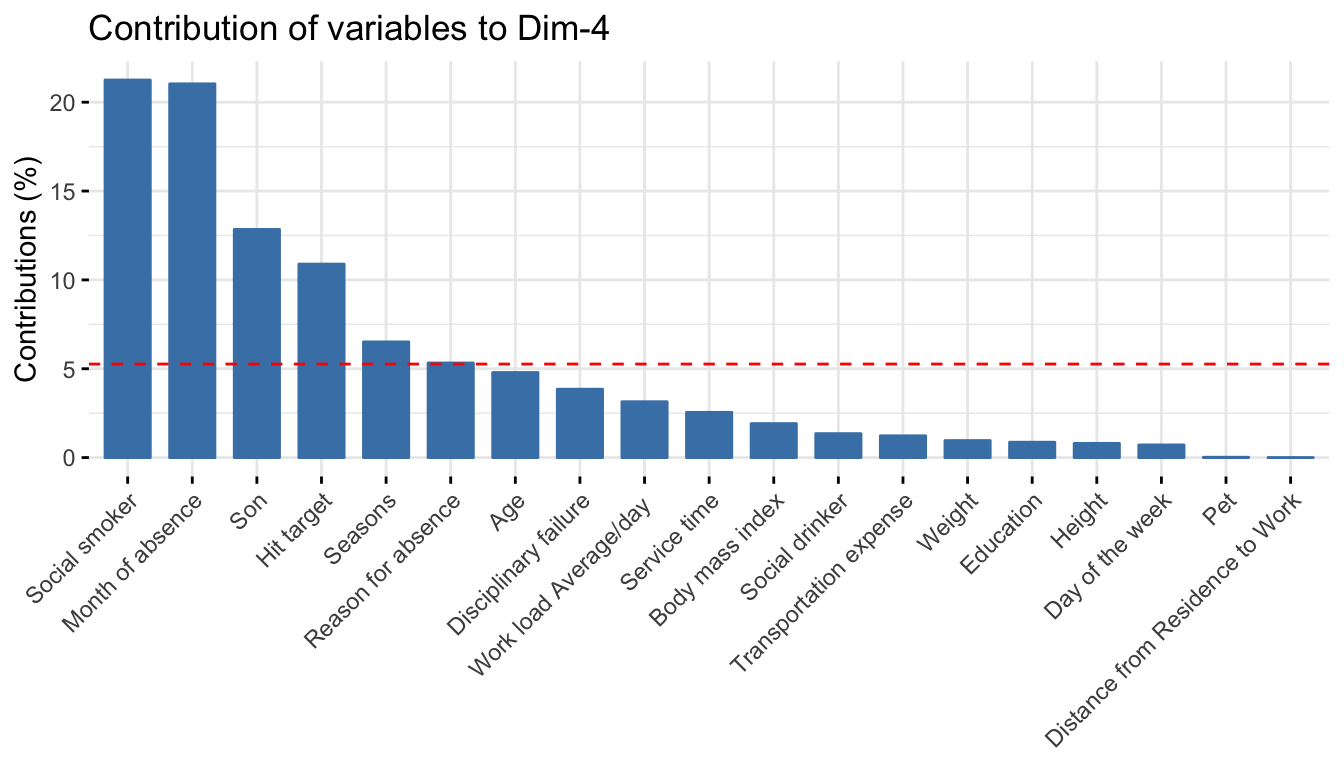 Contribution of variables to Dim-4
Contributions (%)
20
15
10
5
0
Social smoker
Month of absence
Son
Hit target
Seasons
Reason for absence
Age
Disciplinary failure
Work load Average/day
Service time
Body mass index
Social drinker
Transportation expense
Weight
Education
Height
Day of the week
Pet
Distance from Residence to Work